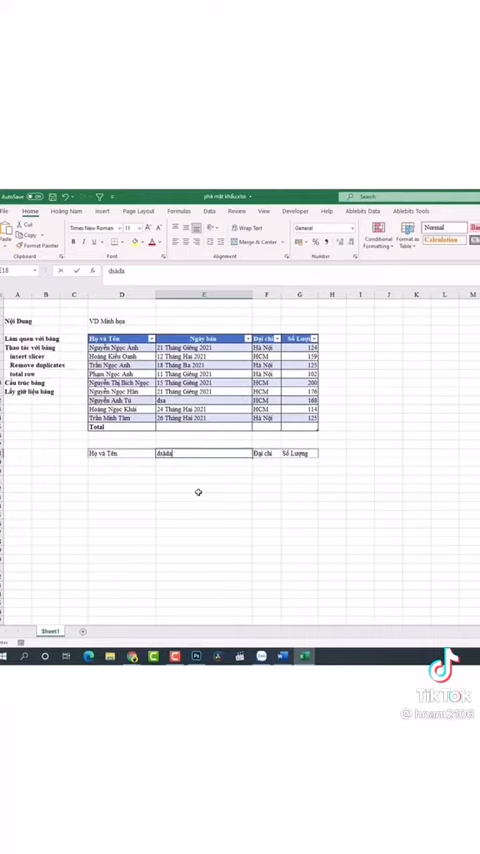 AutoSave
phá mật khẩu.xlsx
Search
File Home Hoàng Nam Insert Page Layout Formulas Data Review View Developer Help Ablebits Data Ablebits Tools
Cut
Copy
Paste
Format Painter
Clipboard
Times New Roman 11
B I U
Font
Wrap Text
Merge & Center
Alignment
General
Number
Conditional Formatting
Format as Table
Normal
Calculation
E18
dsáda
A B C D E F G H I J K L M
Nội Dung VD Minh họa
Làm quen với bảng Họ và Tên Ngày bán Đại chỉ Số Lượng
Thao tác với bảng Nguyễn Ngọc Ánh 21 Tháng Giêng 2021 Hà Nội 124
insert slicer Hoàng Kiều Oanh 12 Tháng Hai 2021 HCM 159
Remove duplicates Trần Ngọc Ánh 18 Tháng Ba 2021 Hà Nội 125
total row Phạm Ngọc Anh 11 Tháng Giêng 2021 Hà Nội 102
Cấu trúc bảng Nguyễn Thị Bích Ngọc 15 Tháng Hai 2021 HCM 200
Lấy giữ liệu bảng Nguyễn Ngọc Hân 21 Tháng Hai 2021 HCM 176
Nguyễn Anh Tú dsa HCM 168
Hoàng Ngọc Khải 24 Tháng Hai 2021 HCM 114
Trần Minh Tâm 26 Tháng Hai 2021 Hà Nội 125
Total
Họ và Tên dsáda Đại chỉ Số Lượng
Sheet1
TikTok
@ hnam2106